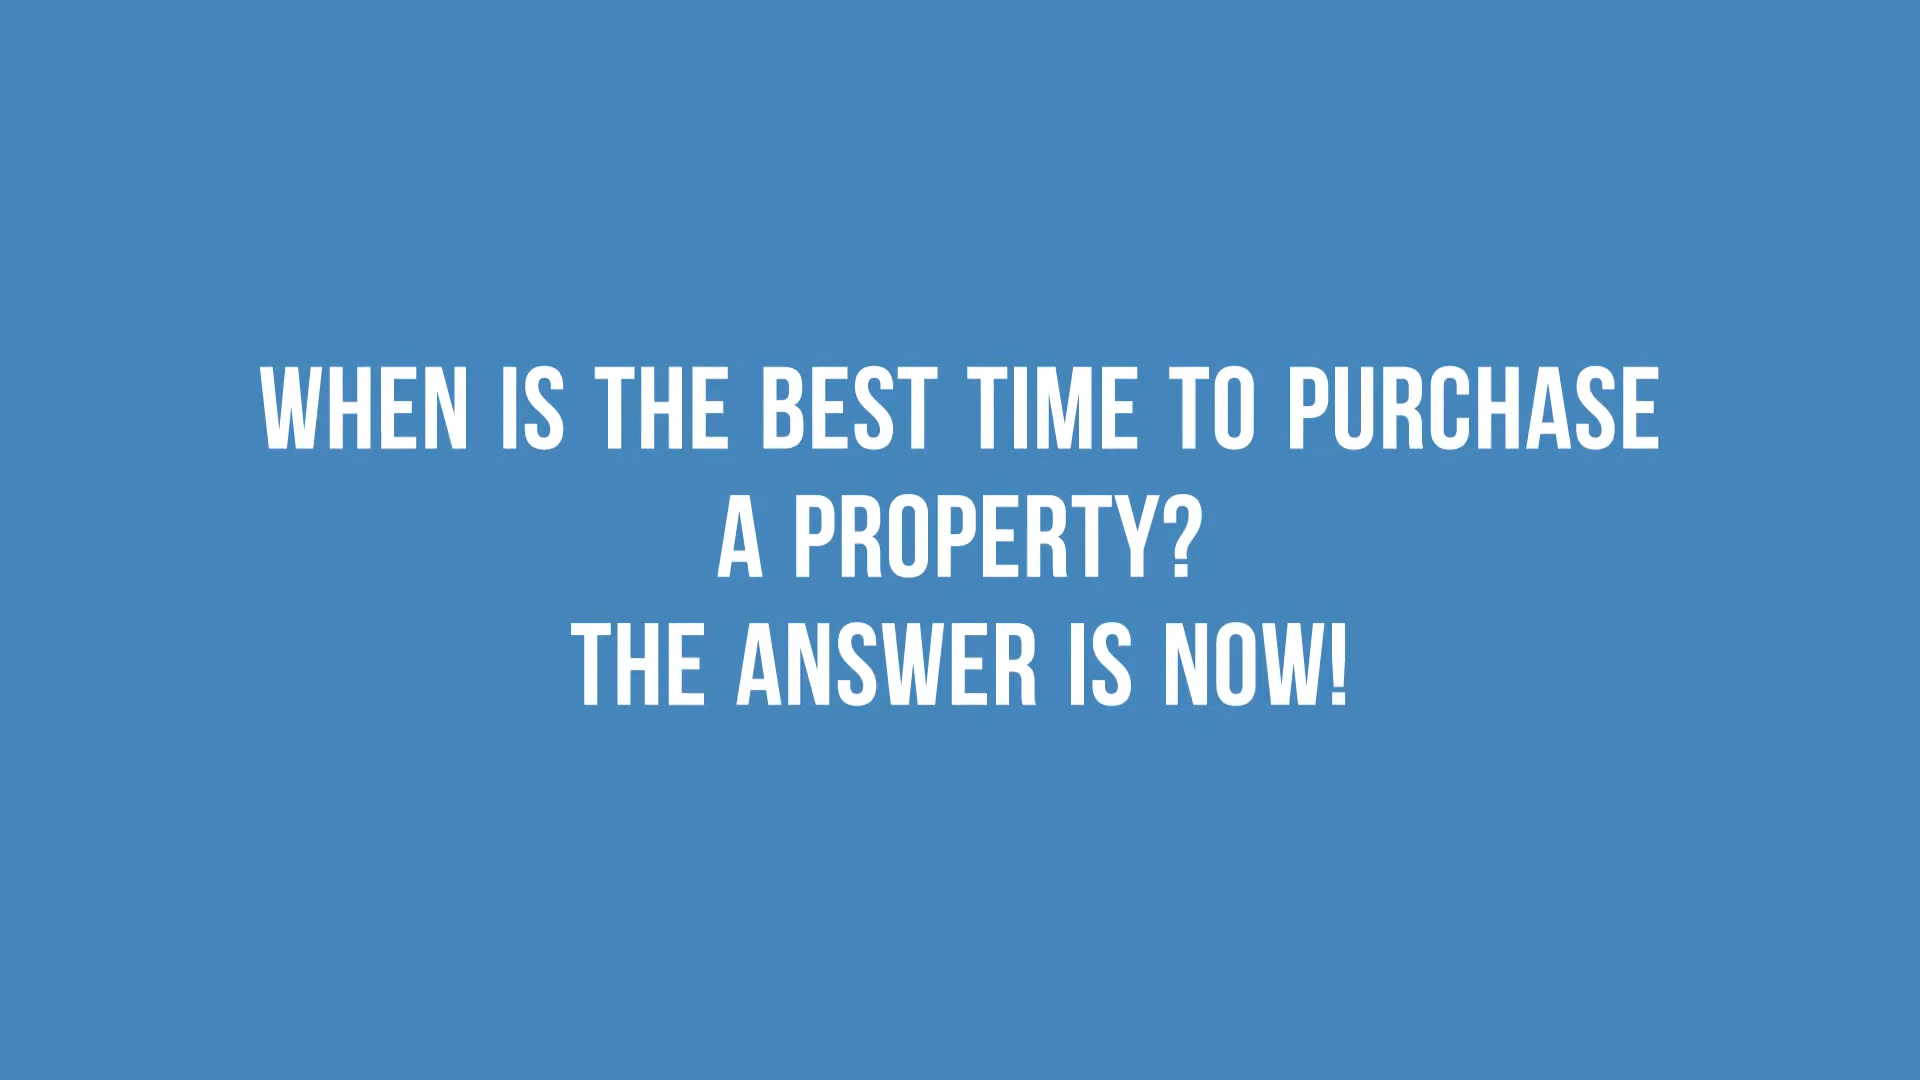 WHEN IS THE BEST TIME TO PURCHASE
A PROPERTY?
THE ANSWER IS NOW!